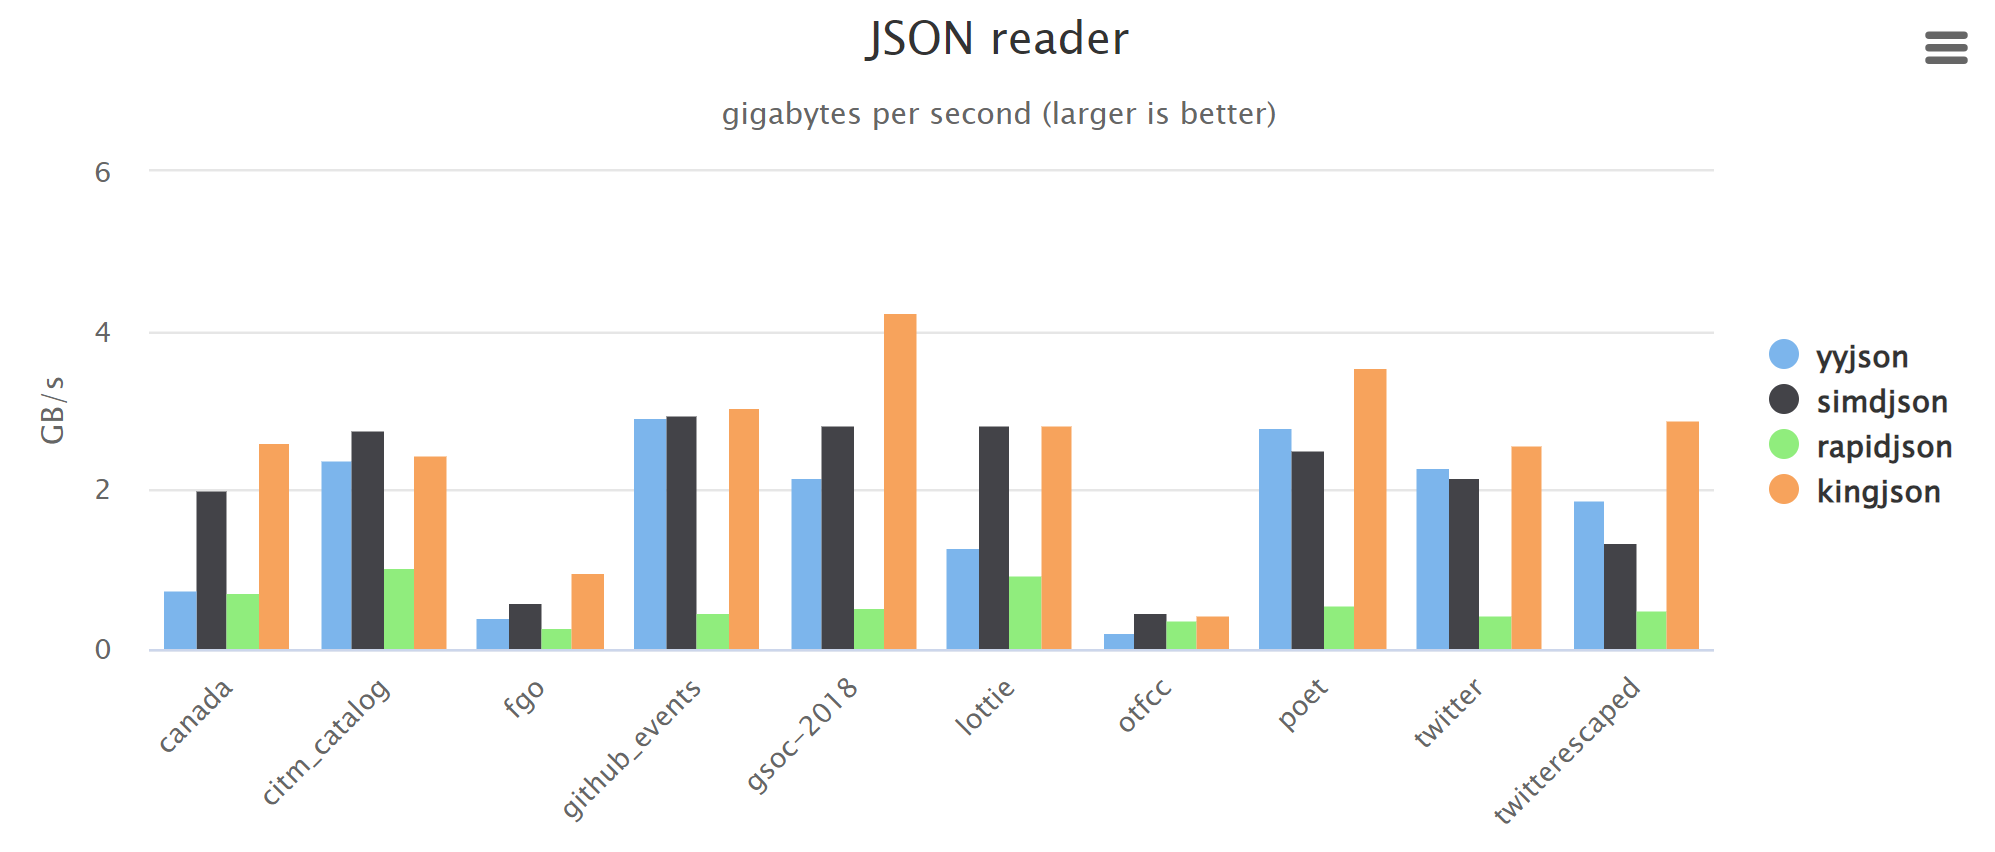 JSON reader
gigabytes per second (larger is better)
6
4
2
0
GB/s
canada
citm_catalog
fgo
github_events
gsoc-2018
lottie
otfcc
poet
twitter
twitterescaped
yyjson
simdjson
rapidjson
kingjson